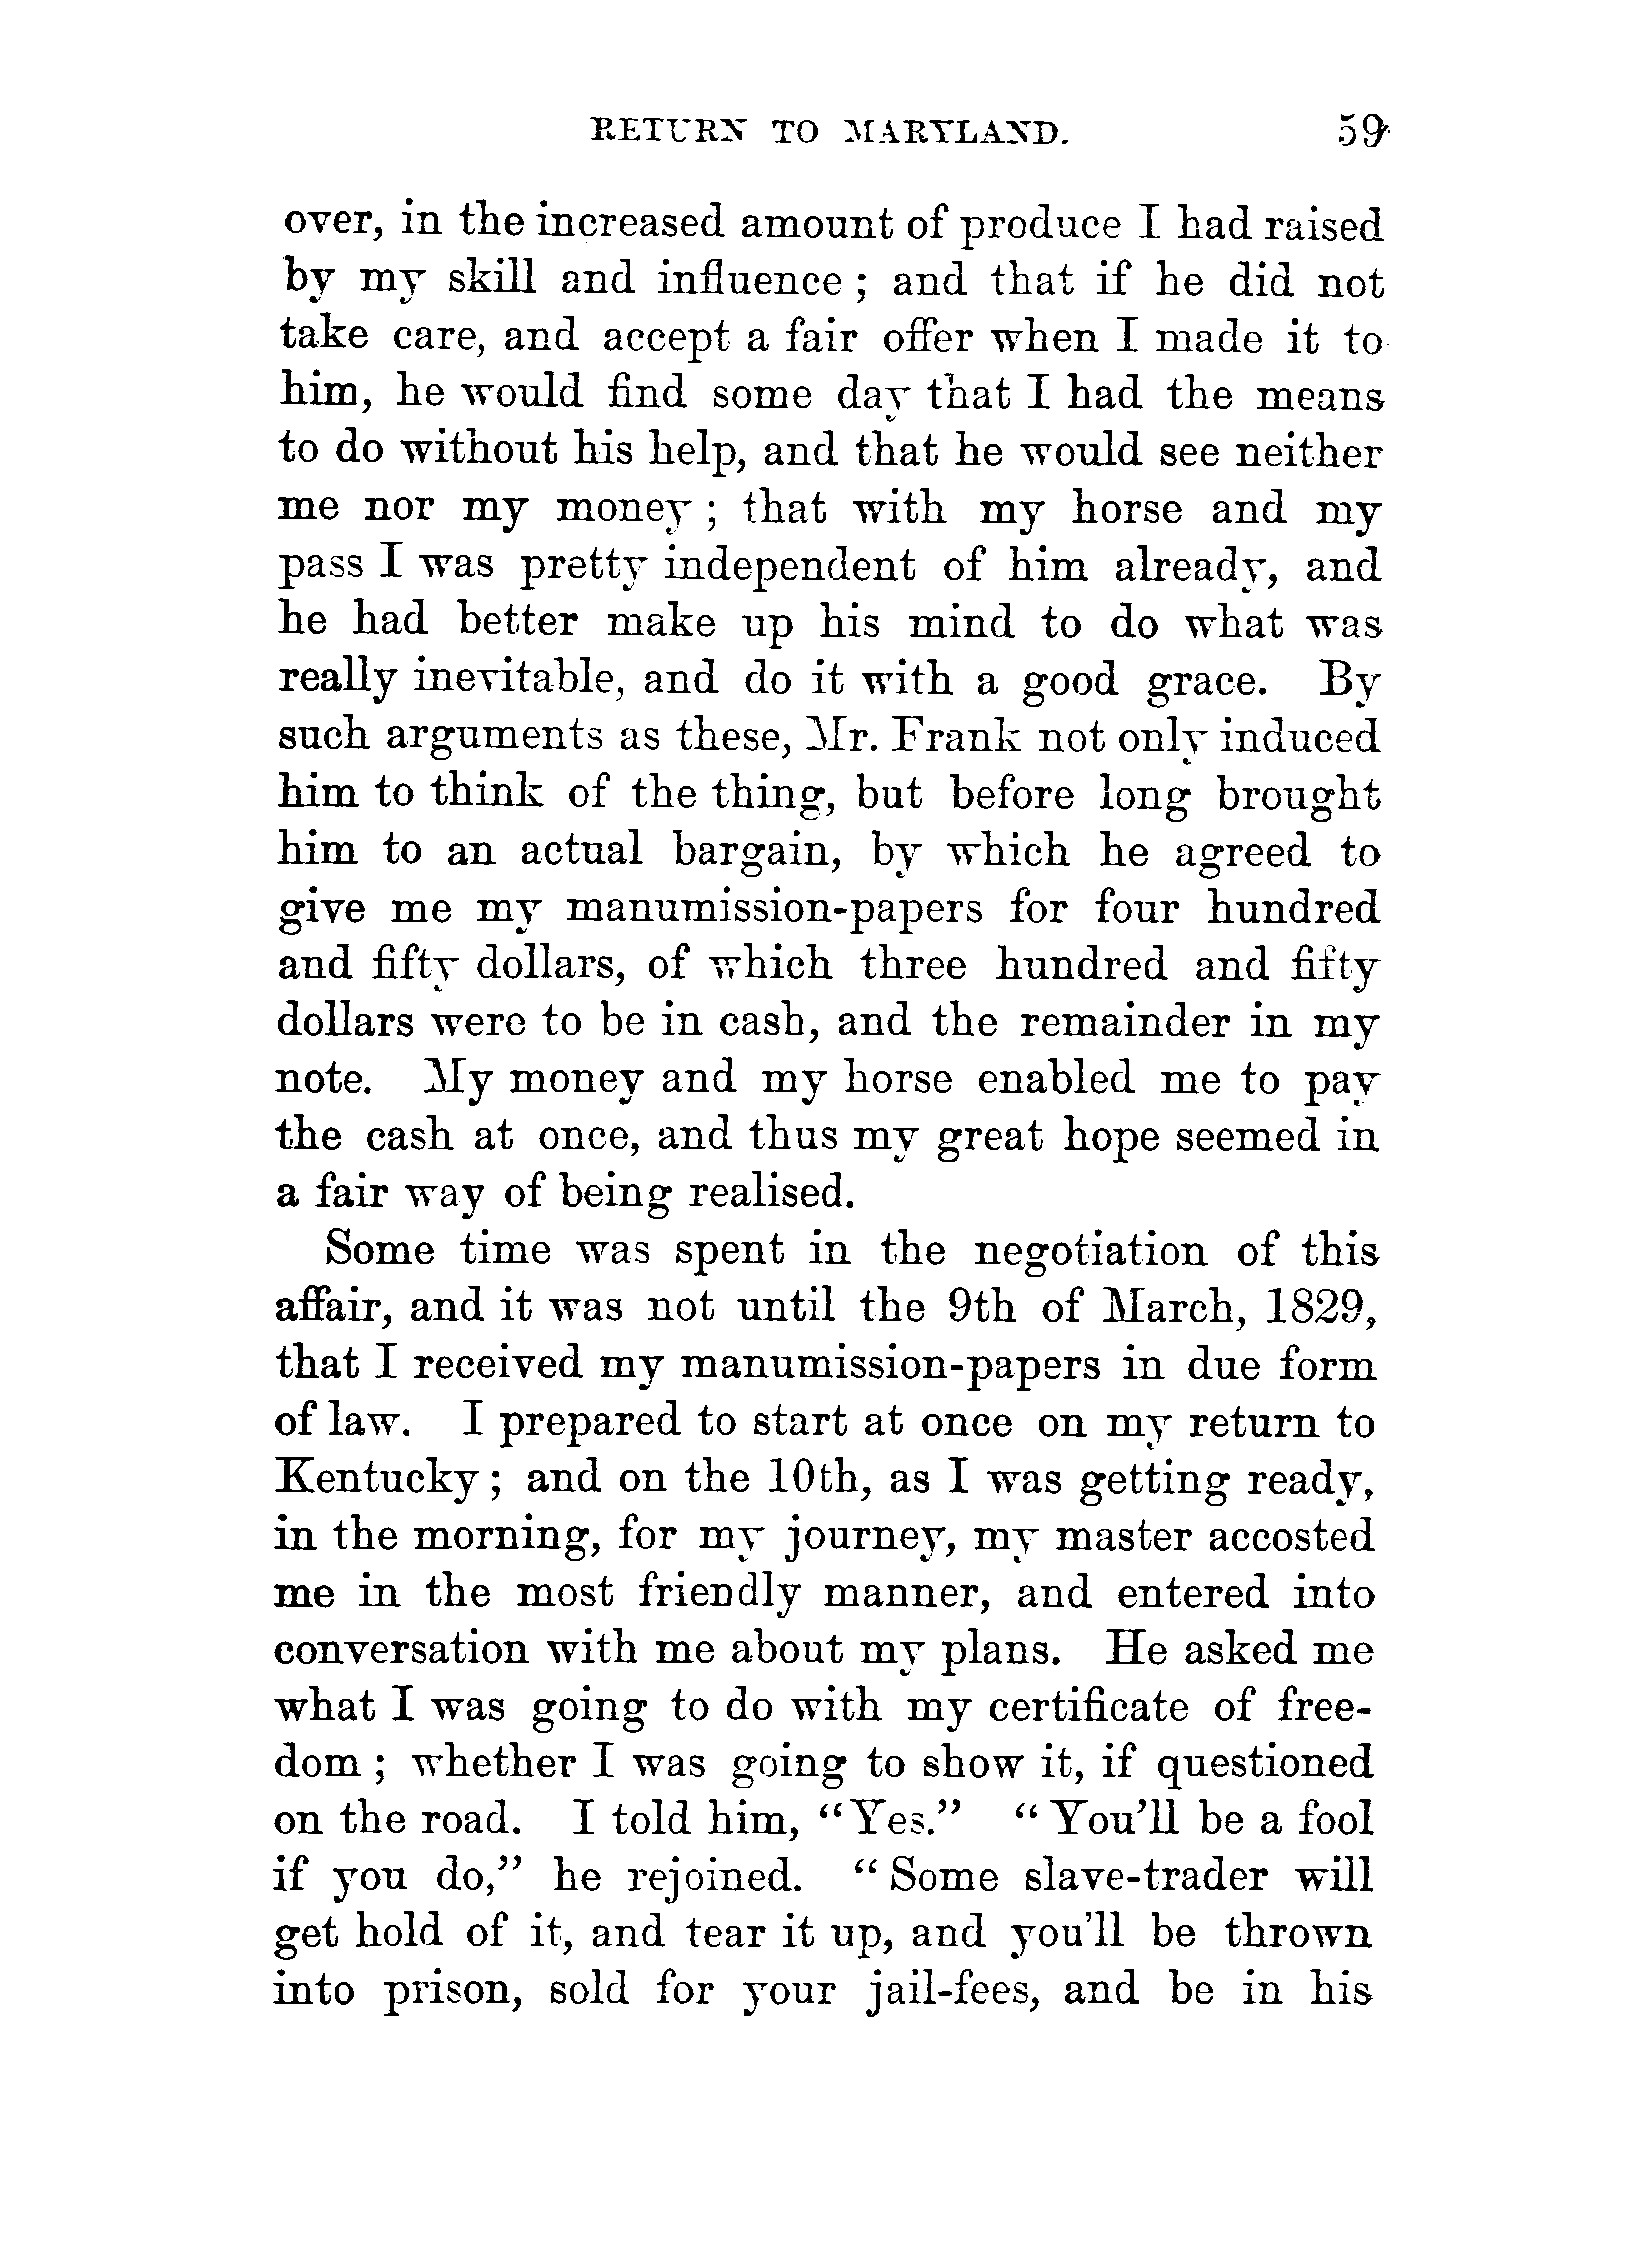 RETURN TO MARYLAND. 59
over, in the increased amount of produce I had raised
by my skill and influence ; and that if he did not
take care, and accept a fair offer when I made it to
him, he would find some day that I had the means
to do without his help, and that he would see neither
me nor my money ; that with my horse and my
pass I was pretty independent of him already, and
he had better make up his mind to do what was
really inevitable, and do it with a good grace. By
such arguments as these, Mr. Frank not only induced
him to think of the thing, but before long brought
him to an actual bargain, by which he agreed to
give me my manumission-papers for four hundred
and fifty dollars, of which three hundred and fifty
dollars were to be in cash, and the remainder in my
note. My money and my horse enabled me to pay
the cash at once, and thus my great hope seemed in
a fair way of being realised.
Some time was spent in the negotiation of this
affair, and it was not until the 9th of March, 1829,
that I received my manumission-papers in due form
of law. I prepared to start at once on my return to
Kentucky ; and on the 10th, as I was getting ready,
in the morning, for my journey, my master accosted
me in the most friendly manner, and entered into
conversation with me about my plans. He asked me
what I was going to do with my certificate of free-
dom ; whether I was going to show it, if questioned
on the road. I told him, “Yes.” “ You’ll be a fool
if you do,” he rejoined. “ Some slave-trader will
get hold of it, and tear it up, and you'll be thrown
into prison, sold for your jail-fees, and be in his